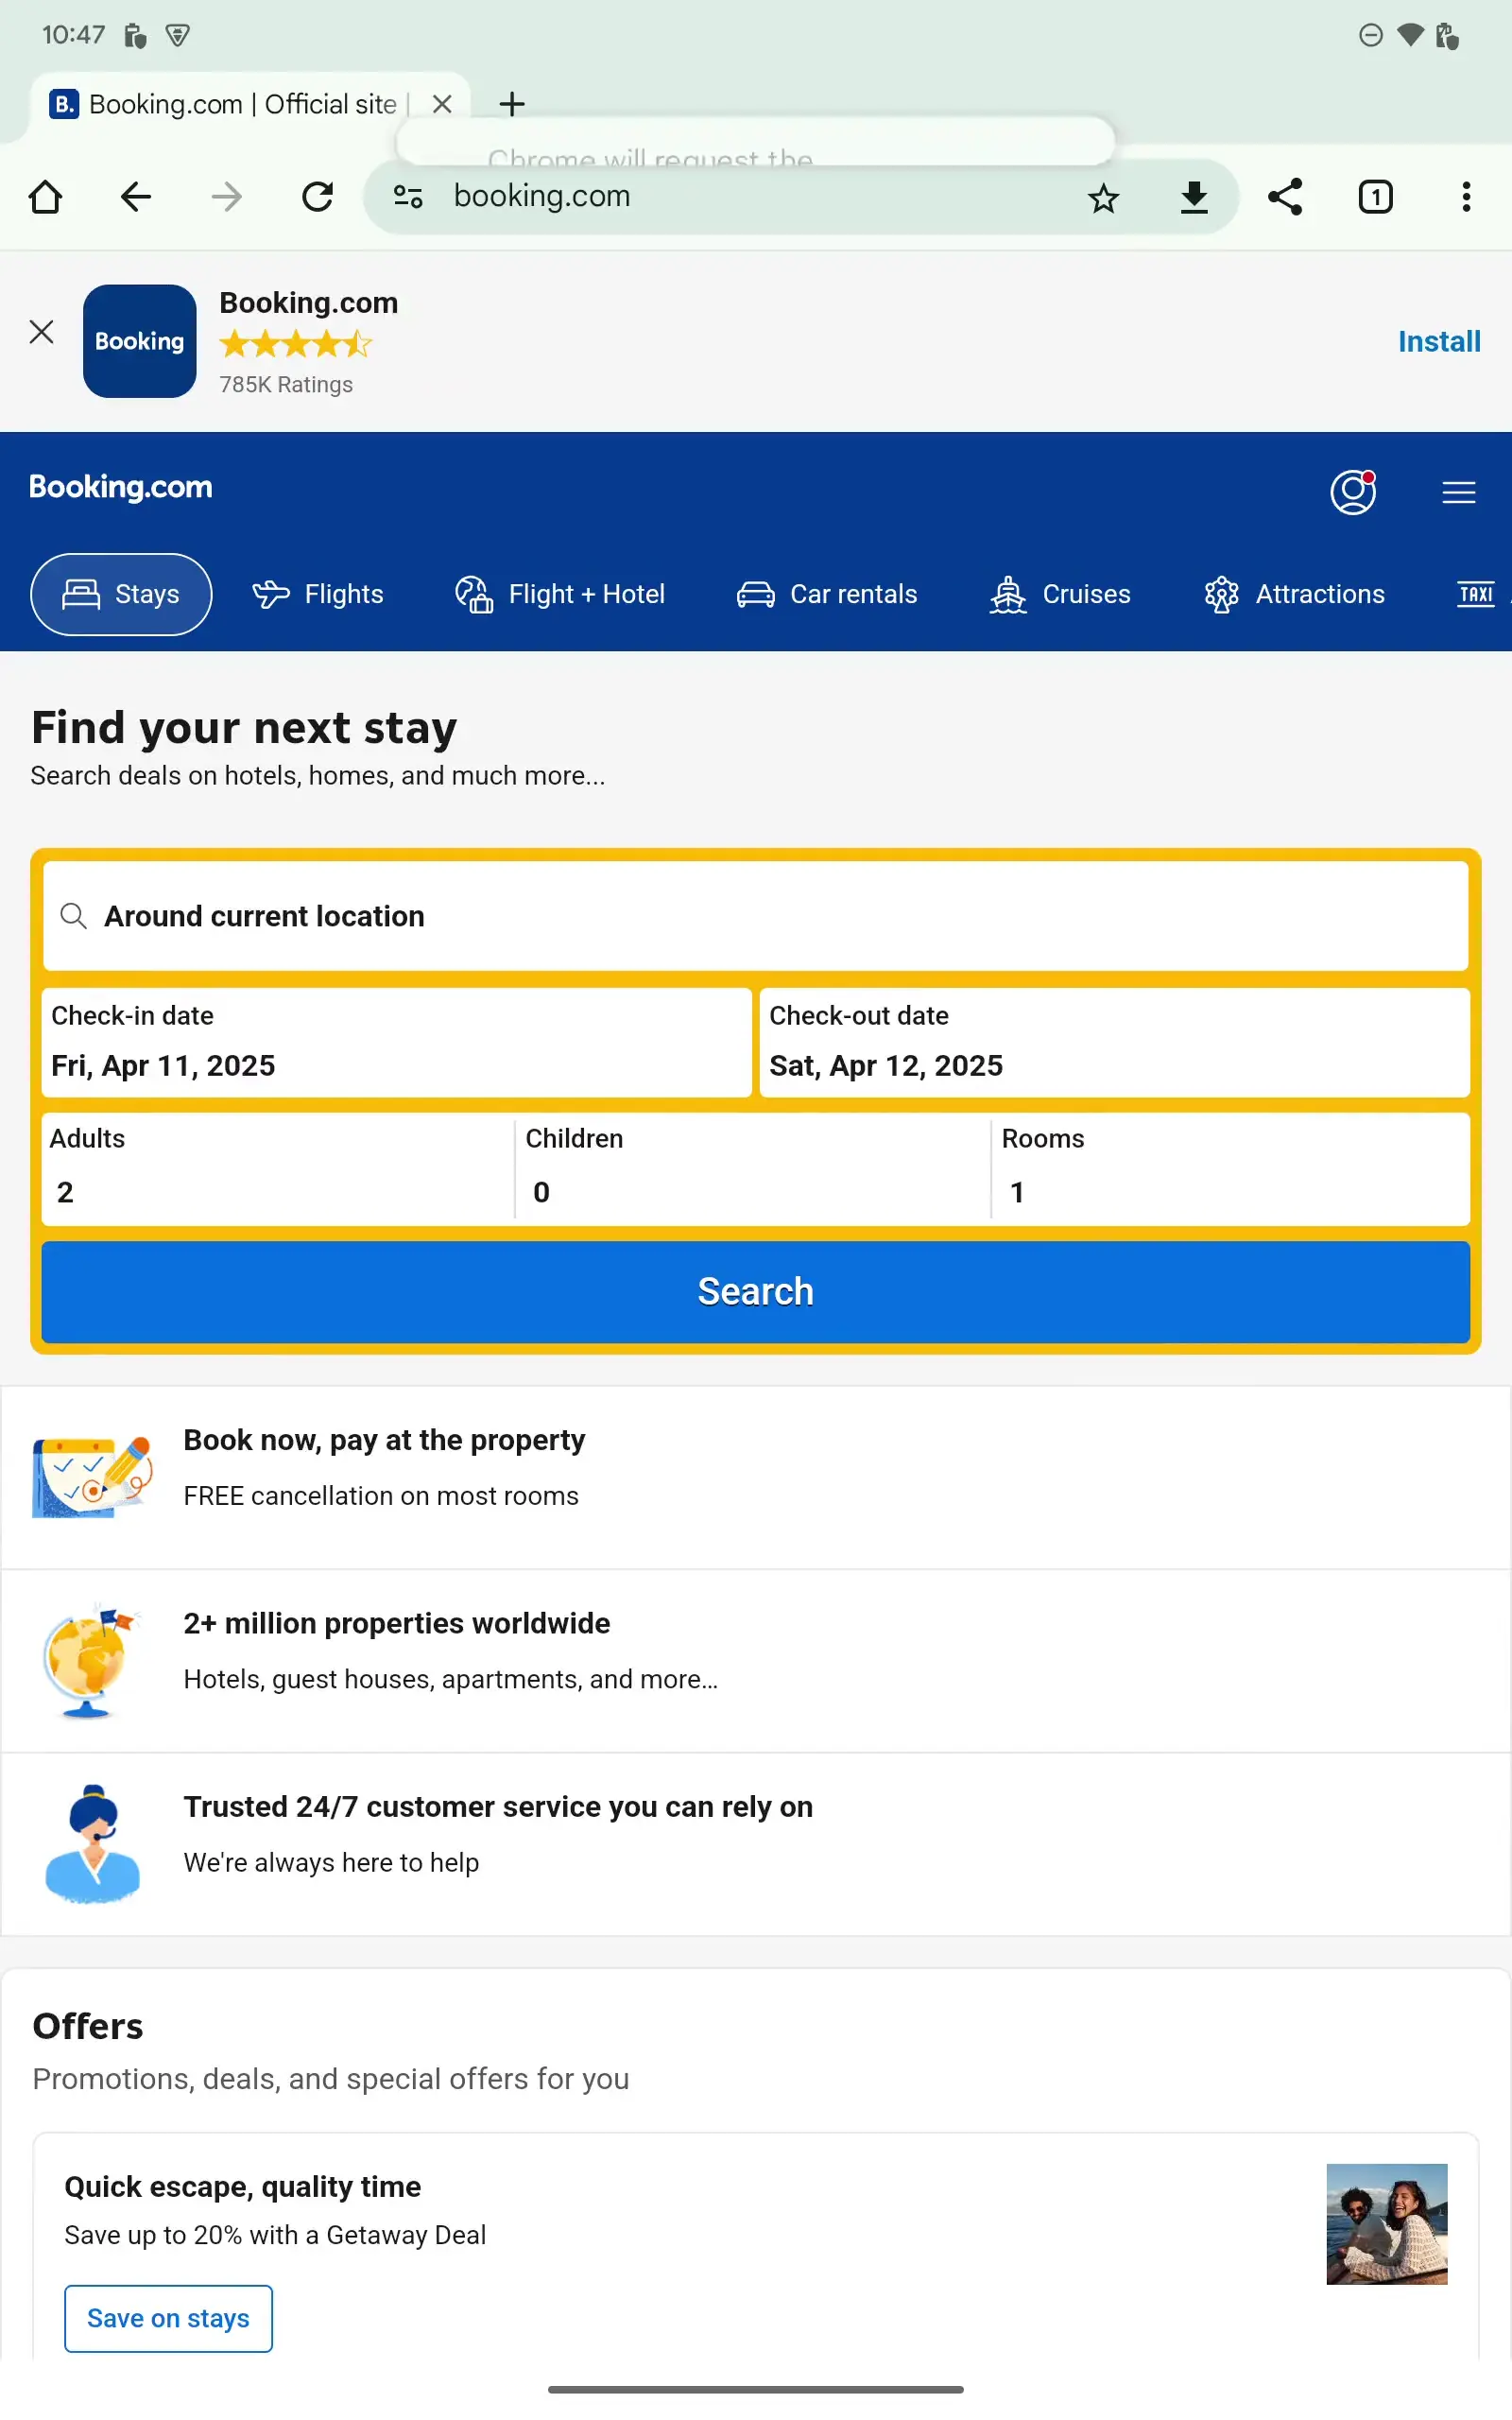 10:47
B. Booking.com | Official site |
Chrome will request the
booking.com
1
Booking
Booking.com
785K Ratings
Install
Booking.com
Stays
Flights
Flight + Hotel
Car rentals
Cruises
Attractions
TAXI
Find your next stay
Search deals on hotels, homes, and much more...
Around current location
Check-in date
Fri, Apr 11, 2025
Check-out date
Sat, Apr 12, 2025
Adults
2
Children
0
Rooms
1
Search
Book now, pay at the property
FREE cancellation on most rooms
2+ million properties worldwide
Hotels, guest houses, apartments, and more…
Trusted 24/7 customer service you can rely on
We're always here to help
Offers
Promotions, deals, and special offers for you
Quick escape, quality time
Save up to 20% with a Getaway Deal
Save on stays